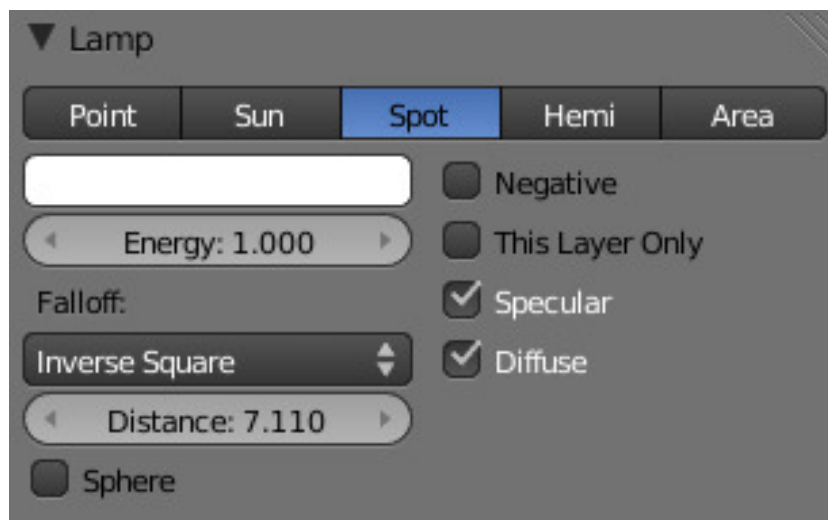 Lamp
Point Sun Spot Hemi Area
Negative
Energy: 1.000 This Layer Only
Falloff: Specular
Inverse Square Diffuse
Distance: 7.110
Sphere